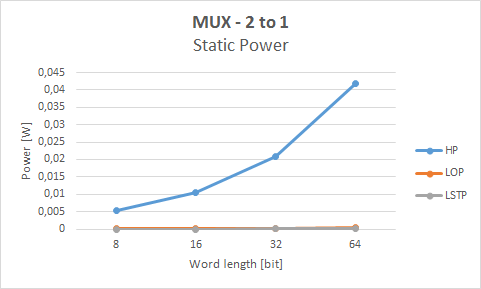 MUX - 2 to 1
Static Power
0,045
0,04
0,035
0,03
0,025
0,02
0,015
0,01
0,005
0
Power [W]
8 16 32 64
Word length [bit]
HP
LOP
LSTP